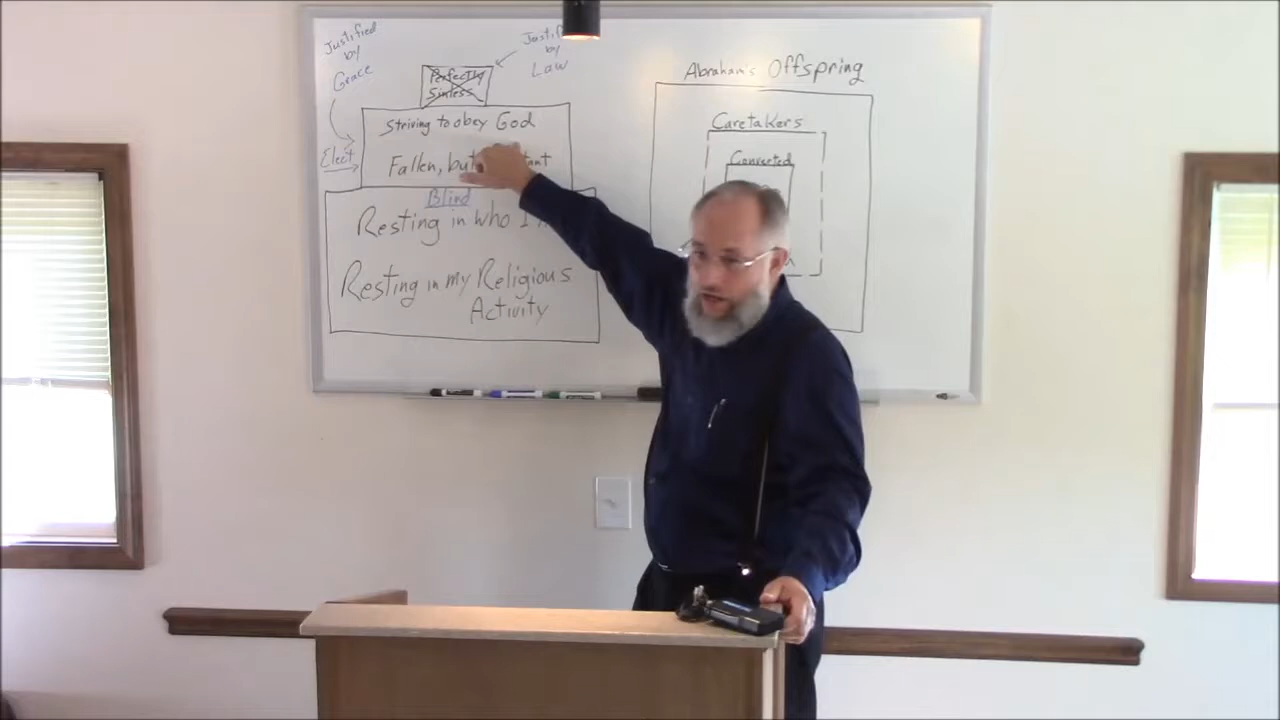 Justified
by
Grace
Justif
by
Law
Perfectly
Sinless
Striving to obey God
Elect
Fallen, but
Blind
Resting in who I
Resting in my Religious
Activity
Abraham's Offspring
Caretakers
Converted